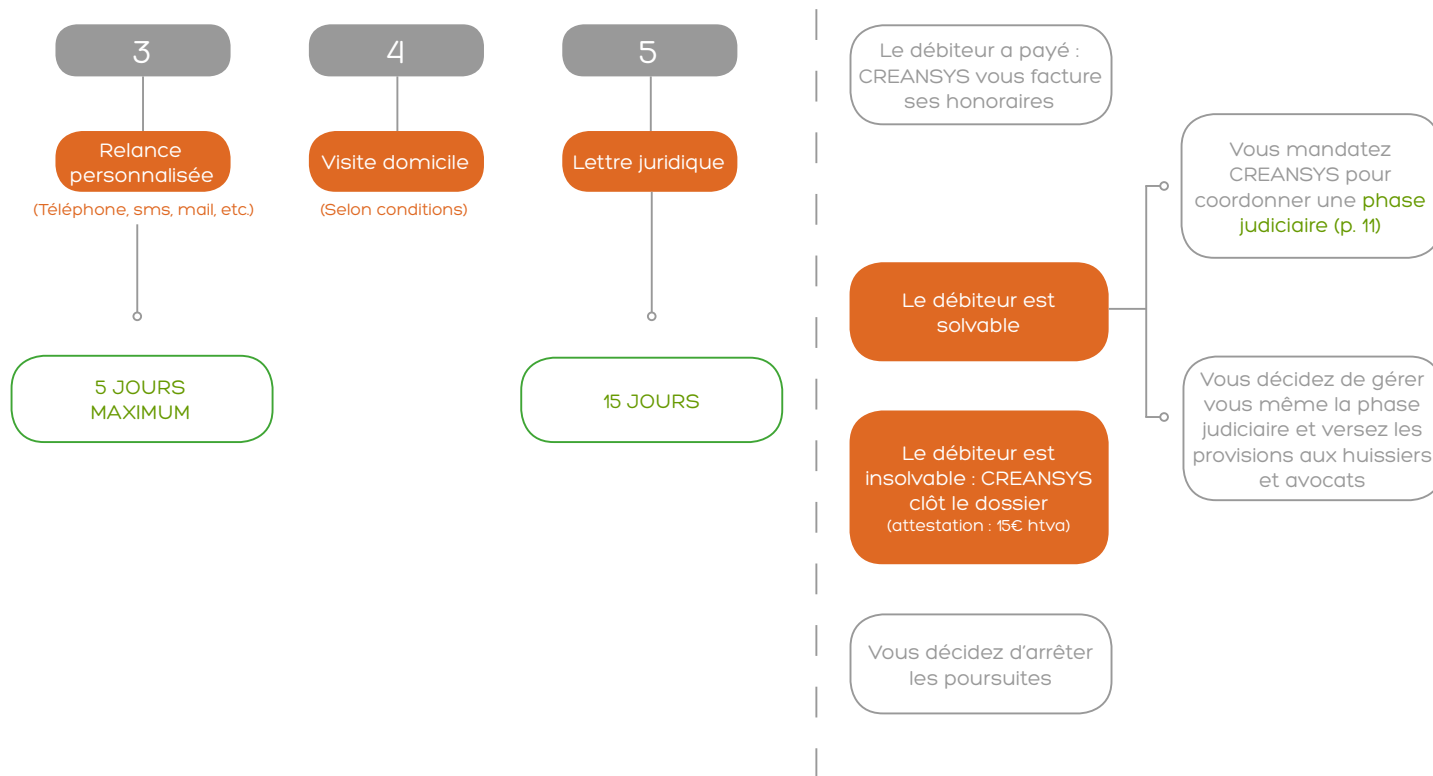 3
Relance
personnalisée
(Téléphone, sms, mail, etc.)
5 JOURS
MAXIMUM
4
Visite domicile
(Selon conditions)
5
Lettre juridique
15 JOURS
Le débiteur a payé :
CREANSYS vous facture
ses honoraires
Le débiteur est
solvable
Vous mandatez
CREANSYS pour
coordonner une phase
judiciaire (p. 11)
Vous décidez de gérer
vous même la phase
judiciaire et versez les
provisions aux huissiers
et avocats
Le débiteur est
insolvable : CREANSYS
clôt le dossier
(attestation : 15€ htva)
Vous décidez d'arrêter
les poursuites